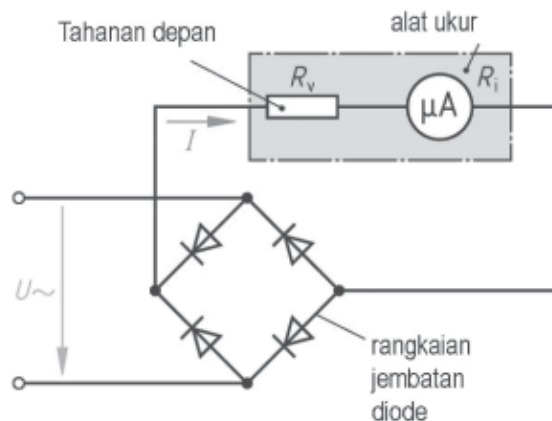 alat ukur
Tahanan depan
Rv
Ri
µA
I
U~
rangkaian
jembatan
diode